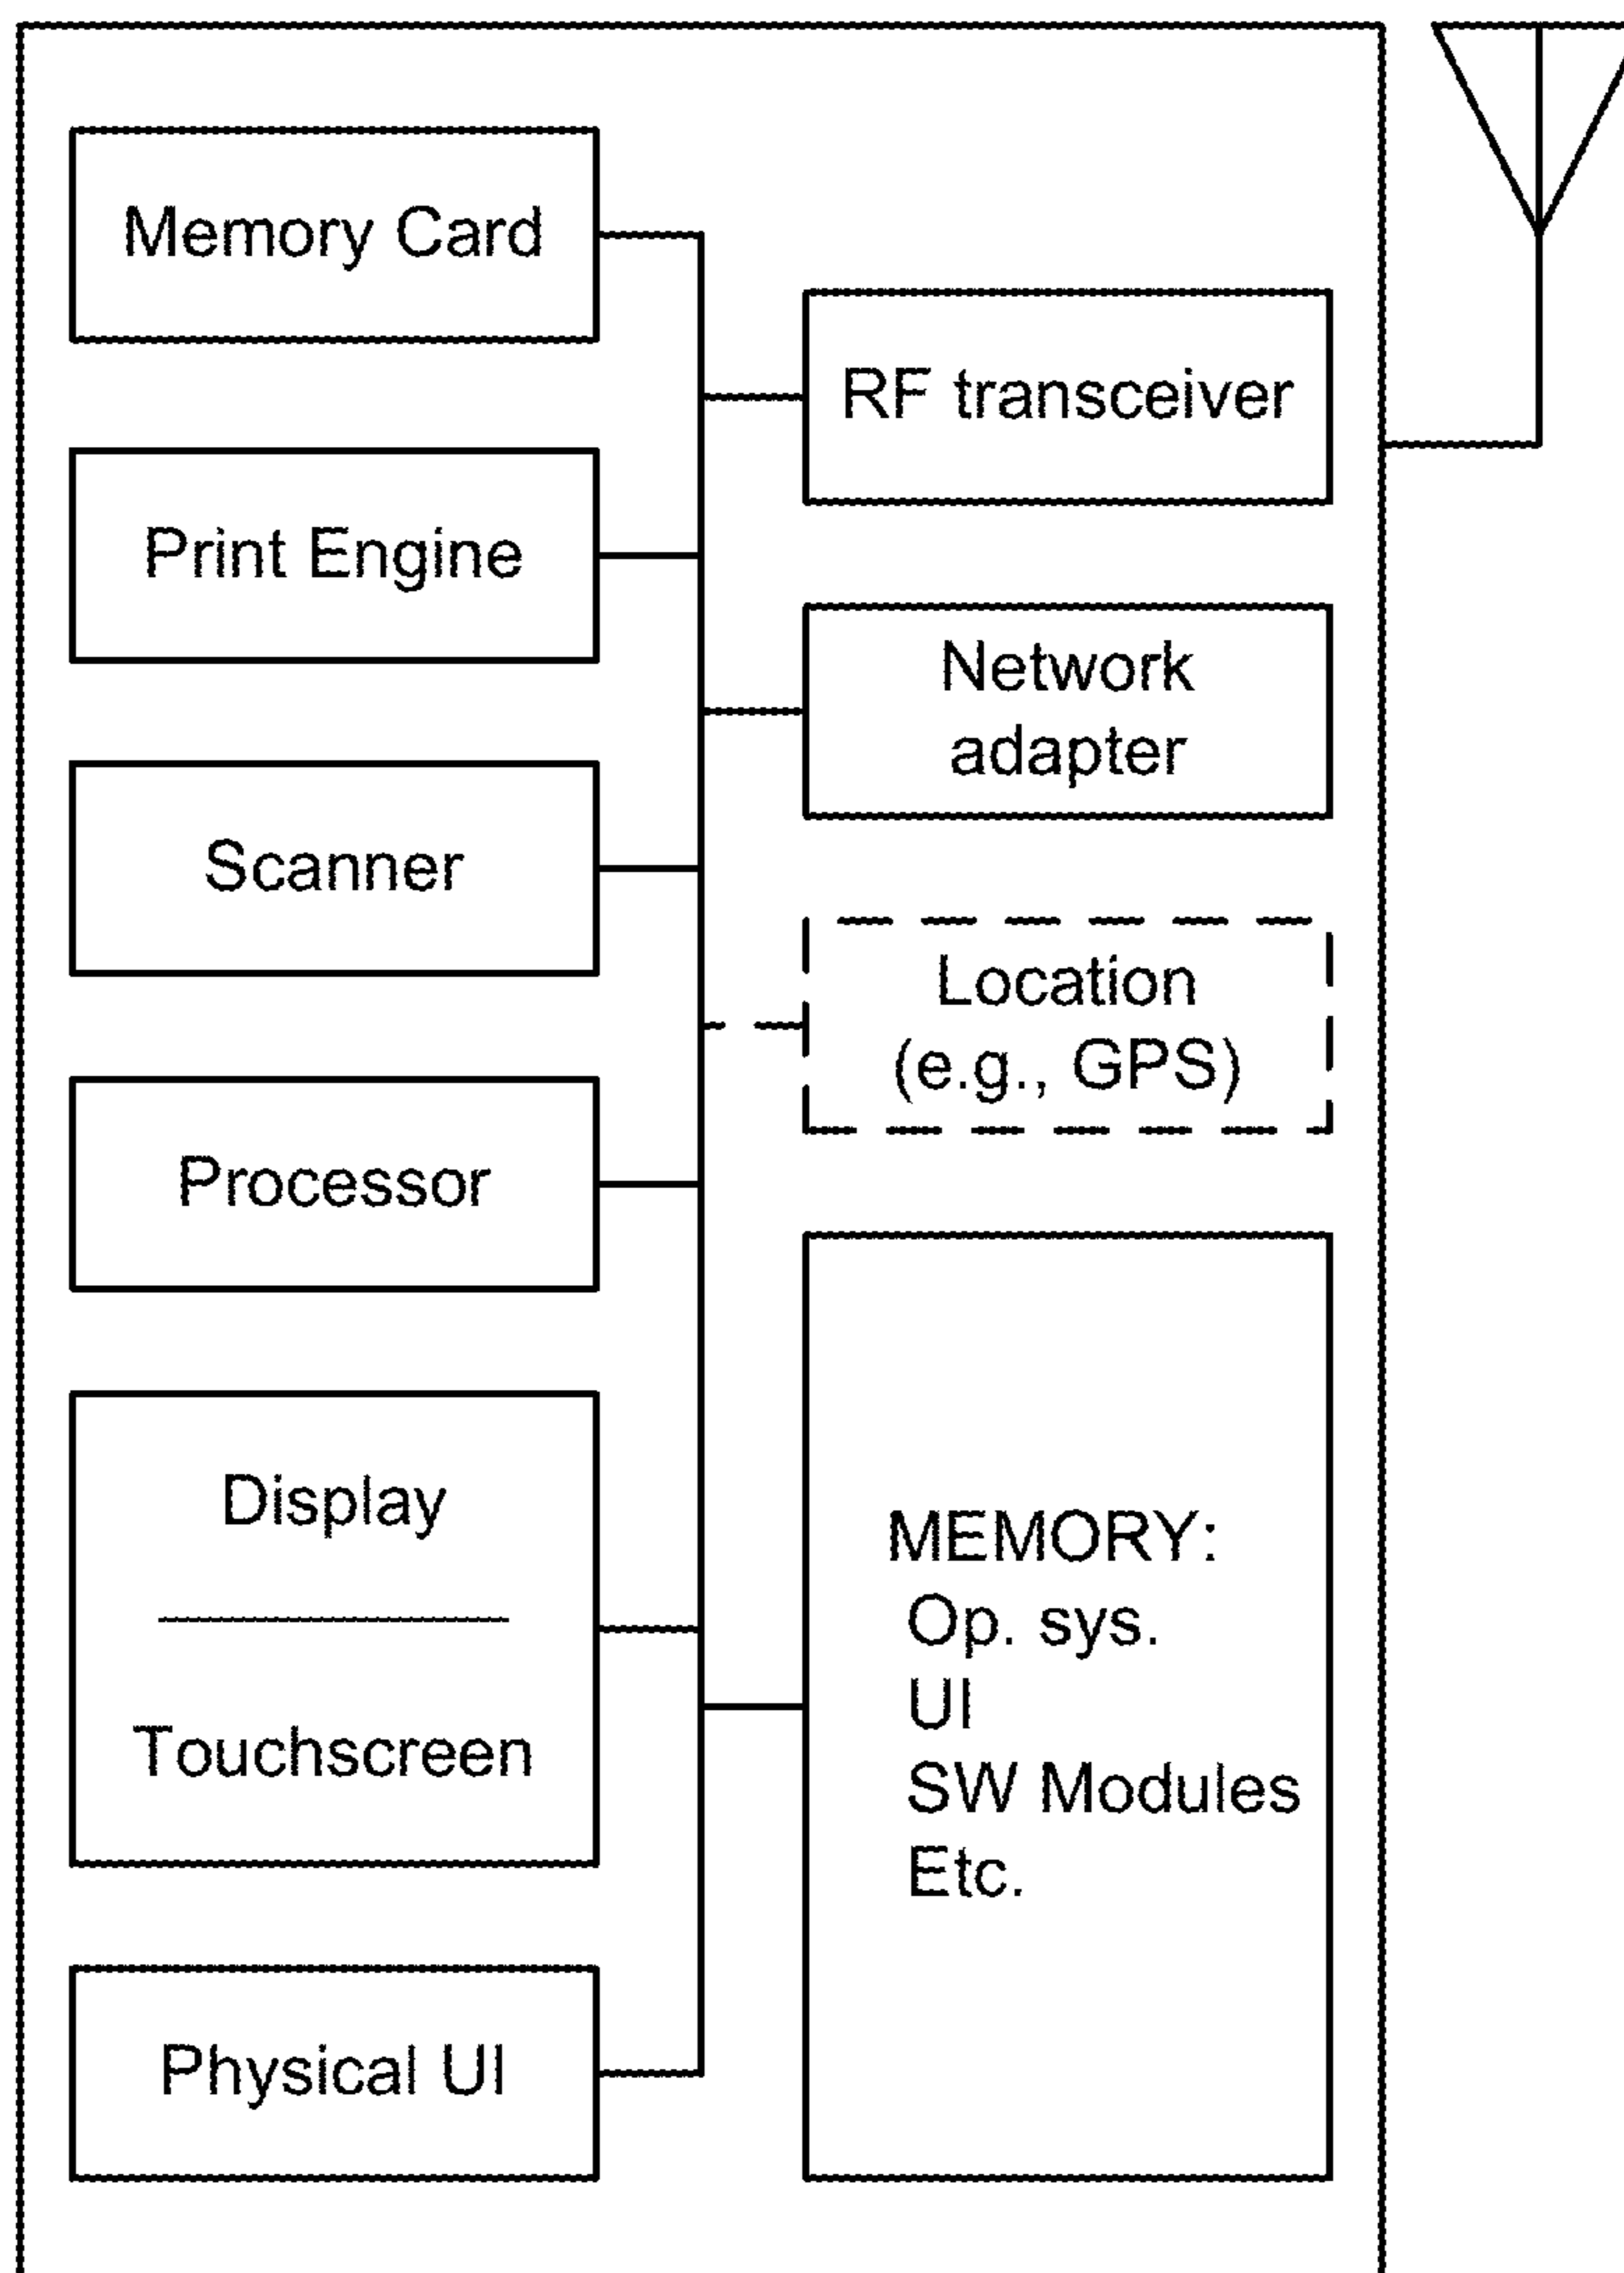 Memory Card
RF transceiver
Print Engine
Network
adapter
Scanner
Location
(e.g., GPS)
Processor
Display
Touchscreen
MEMORY:
Op. sys.
UI
SW Modules
Etc.
Physical UI